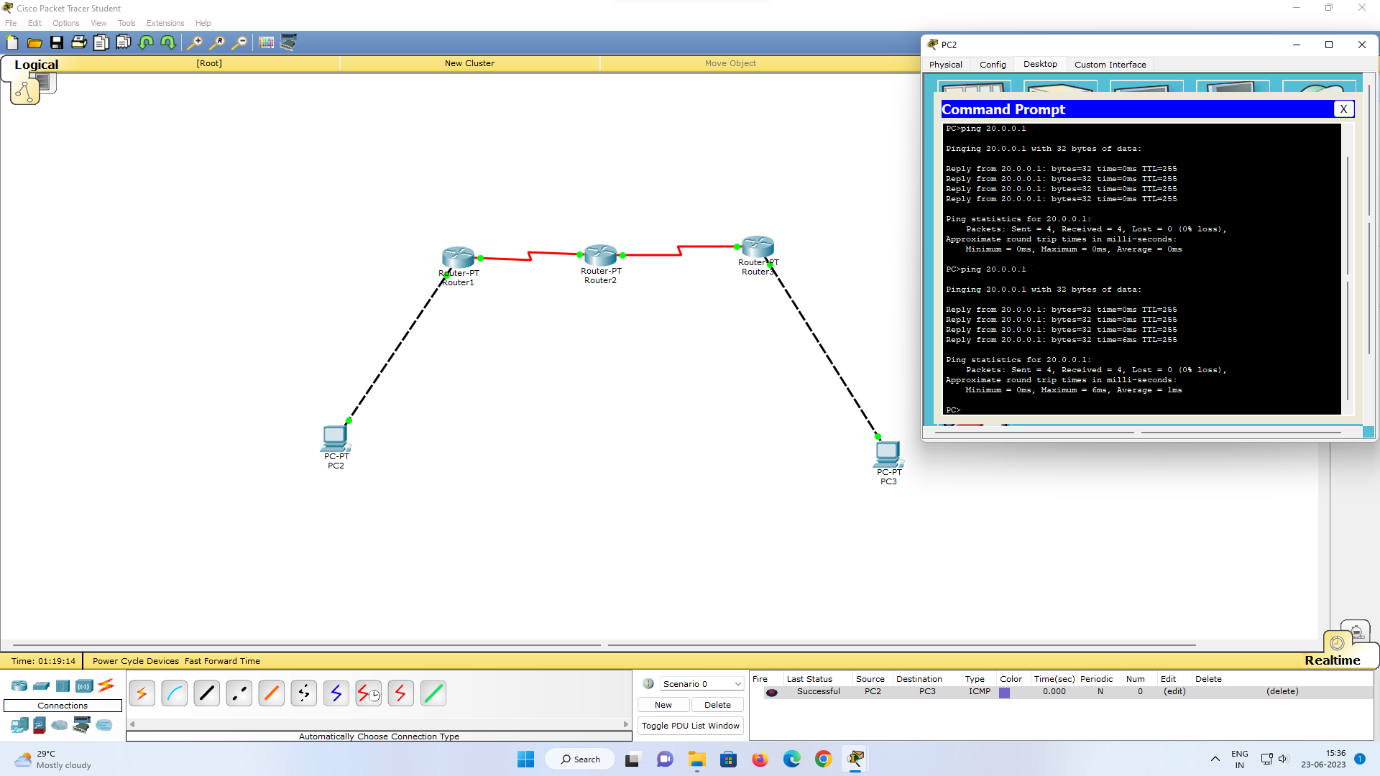 Cisco Packet Tracer Student
File Edit Options View Tools Extensions Help
Logical [Root] New Cluster Move Object
PC2
Physical Config Desktop Custom Interface
Command Prompt X
PC>ping 20.0.0.1
Pinging 20.0.0.1 with 32 bytes of data:
Reply from 20.0.0.1: bytes=32 time=0ms TTL=255
Reply from 20.0.0.1: bytes=32 time=0ms TTL=255
Reply from 20.0.0.1: bytes=32 time=0ms TTL=255
Reply from 20.0.0.1: bytes=32 time=0ms TTL=255
Ping statistics for 20.0.0.1:
Packets: Sent = 4, Received = 4, Lost = 0 (0% loss),
Approximate round trip times in milli-seconds:
Minimum = 0ms, Maximum = 0ms, Average = 0ms
PC>ping 20.0.0.1
Pinging 20.0.0.1 with 32 bytes of data:
Reply from 20.0.0.1: bytes=32 time=0ms TTL=255
Reply from 20.0.0.1: bytes=32 time=0ms TTL=255
Reply from 20.0.0.1: bytes=32 time=0ms TTL=255
Reply from 20.0.0.1: bytes=32 time=6ms TTL=255
Ping statistics for 20.0.0.1:
Packets: Sent = 4, Received = 4, Lost = 0 (0% loss),
Approximate round trip times in milli-seconds:
Minimum = 0ms, Maximum = 6ms, Average = 1ms
PC>
Router-PT
Router1
Router-PT
Router2
Router-PT
Router3
PC-PT
PC2
PC-PT
PC3
Time: 01:19:14 Power Cycle Devices Fast Forward Time
Realtime
Connections
Automatically Choose Connection Type
Scenario 0
New Delete
Toggle PDU List Window
Fire Last Status Source Destination Type Color Time(sec) Periodic Num Edit Delete
Successful PC2 PC3 ICMP 0.000 N 0 (edit) (delete)
29°C
Mostly cloudy
Search
ENG
IN
15:36
23-06-2023
1